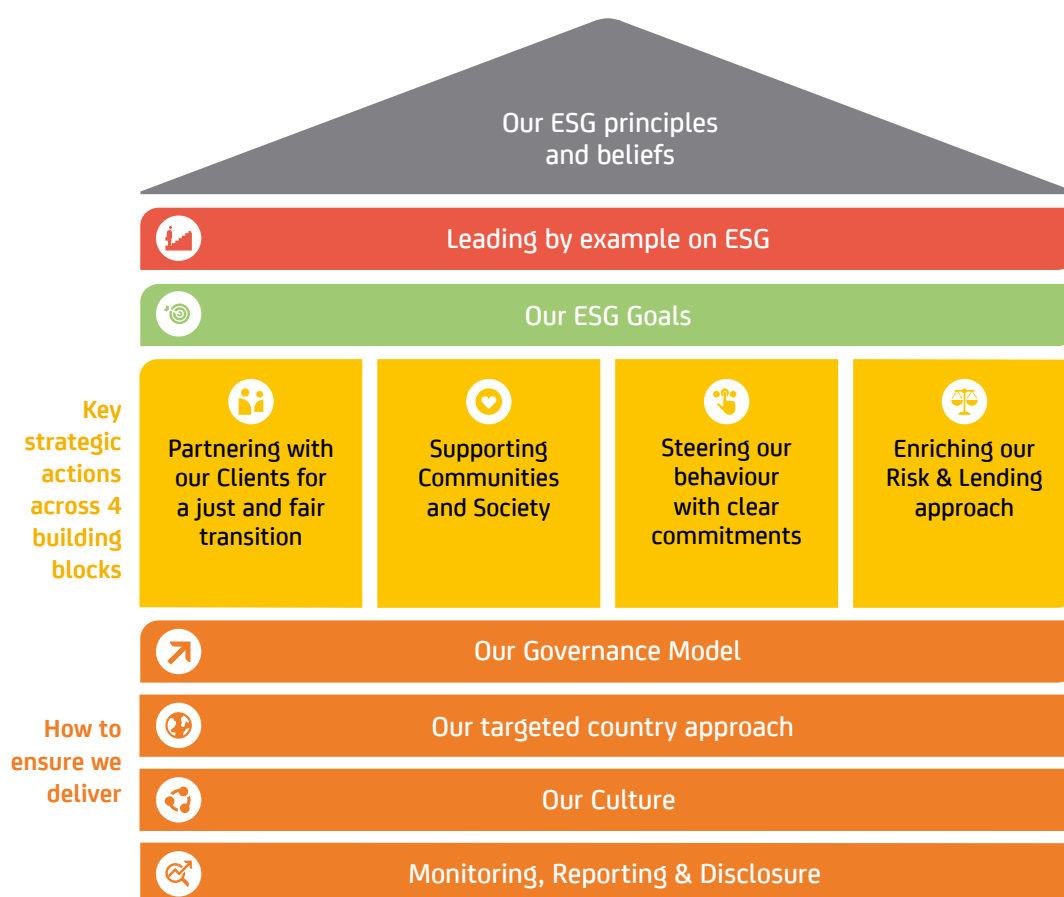 Our ESG principles
and beliefs
Leading by example on ESG
Our ESG Goals
Key
strategic
actions
across 4
building
blocks
Partnering with
our Clients for
a just and fair
transition
Supporting
Communities
and Society
Steering our
behaviour
with clear
commitments
Enriching our
Risk & Lending
approach
How to
ensure we
deliver
Our Governance Model
Our targeted country approach
Our Culture
Monitoring, Reporting & Disclosure